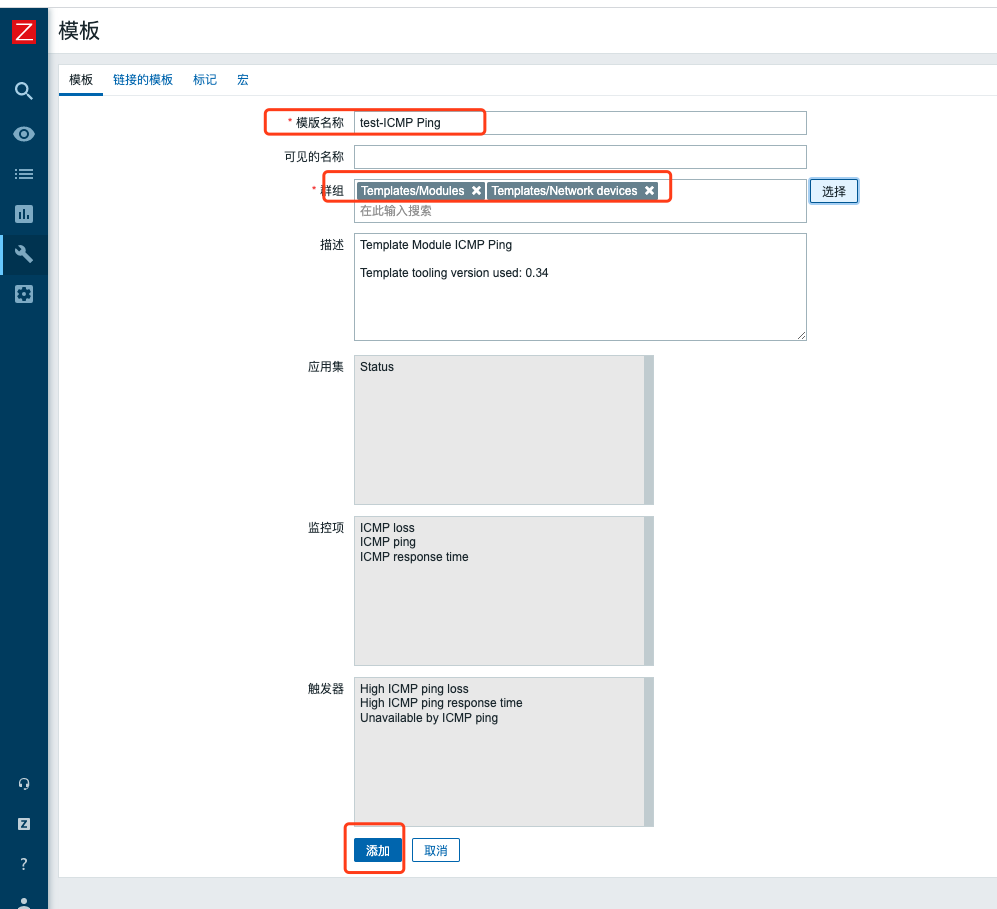 Z
模板
模板 链接的模板 标记 宏
* 模版名称 test-ICMP Ping
可见的名称
* 群组 Templates/Modules ✖ Templates/Network devices ✖ 选择
在此输入搜索
描述 Template Module ICMP Ping
Template tooling version used: 0.34
应用集 Status
监控项 ICMP loss
ICMP ping
ICMP response time
触发器 High ICMP ping loss
High ICMP ping response time
Unavailable by ICMP ping
Z
?
添加 取消